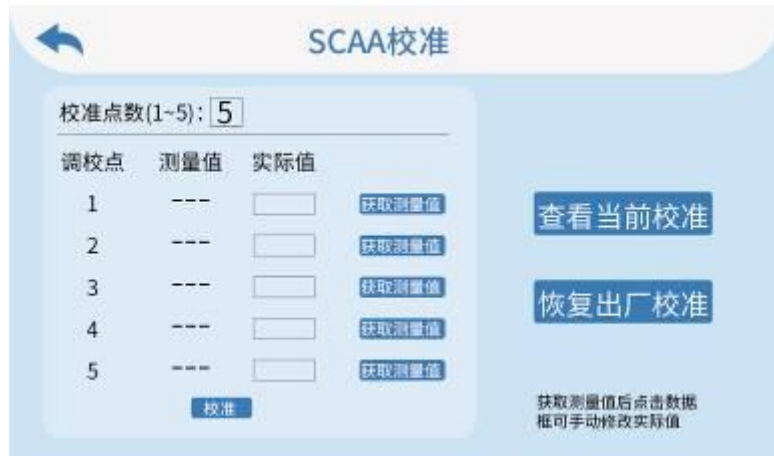 SCAA校准
校准点数(1~5): 5
调校点 测量值 实际值
1 --- 获取测量值
2 --- 获取测量值
3 --- 获取测量值
4 --- 获取测量值
5 --- 获取测量值
校准
查看当前校准
恢复出厂校准
获取测量值后点击数据
框可手动修改实际值